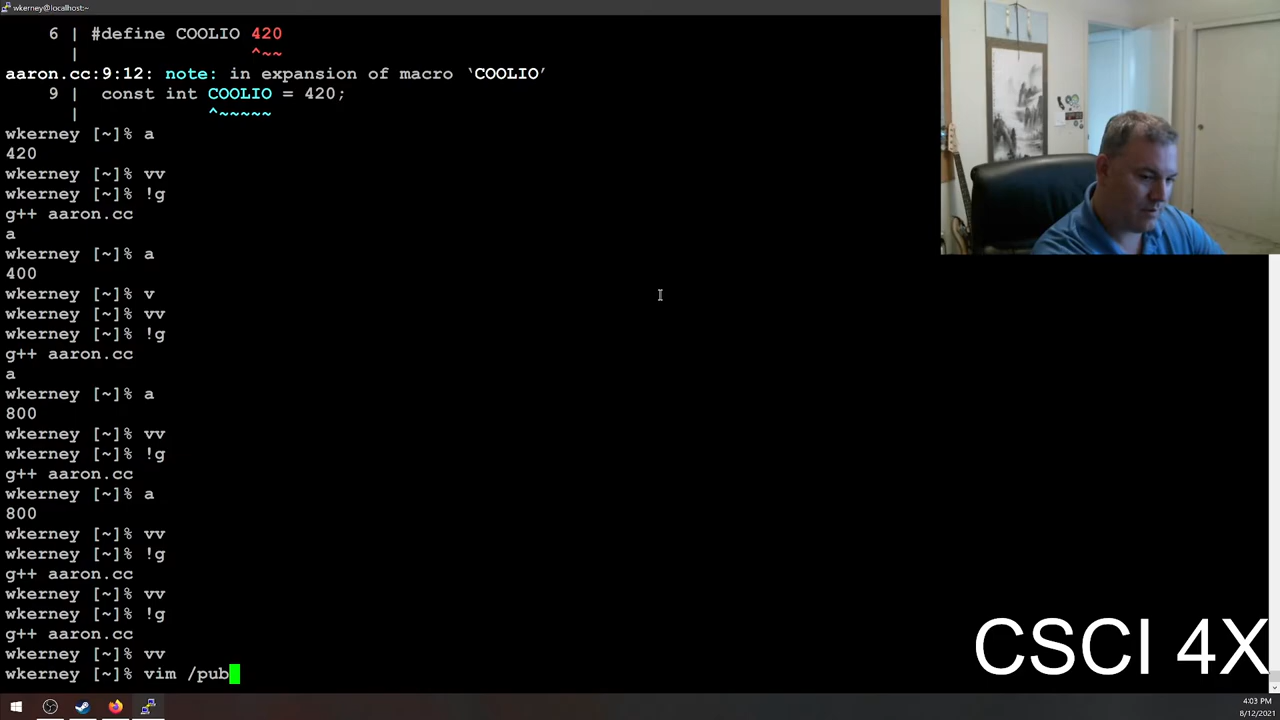 wkerney@localhost:~
6 | #define COOLIO 420
| ^~~
aaron.cc:9:12: note: in expansion of macro ‘COOLIO’
9 | const int COOLIO = 420;
| ^~~~~~
wkerney [~]% a
420
wkerney [~]% vv
wkerney [~]% !g
g++ aaron.cc
a
wkerney [~]% a
400
wkerney [~]% v
wkerney [~]% vv
wkerney [~]% !g
g++ aaron.cc
a
wkerney [~]% a
800
wkerney [~]% vv
wkerney [~]% !g
g++ aaron.cc
wkerney [~]% a
800
wkerney [~]% vv
wkerney [~]% !g
g++ aaron.cc
wkerney [~]% vv
wkerney [~]% !g
g++ aaron.cc
wkerney [~]% vv
wkerney [~]% vim /pub
CSCI 4X
4:03 PM
8/12/2021